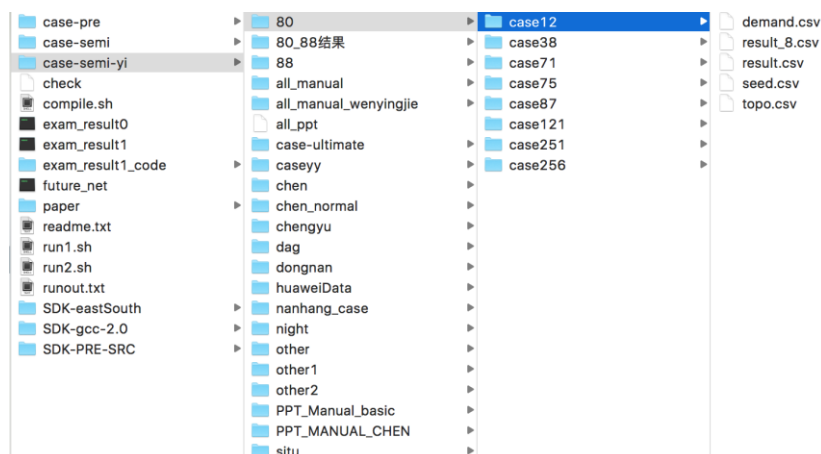 case-pre
case-semi
case-semi-yi
check
compile.sh
exam_result0
exam_result1
exam_result1_code
future_net
paper
readme.txt
run1.sh
run2.sh
runout.txt
SDK-eastSouth
SDK-gcc-2.0
SDK-PRE-SRC
80
80_88结果
88
all_manual
all_manual_wenyingjie
all_ppt
case-ultimate
caseyy
chen
chen_normal
chengyu
dag
dongnan
huaweiData
nanhang_case
night
other
other1
other2
PPT_Manual_basic
PPT_MANUAL_CHEN
situ
case12
case38
case71
case75
case87
case121
case251
case256
demand.csv
result_8.csv
result.csv
seed.csv
topo.csv